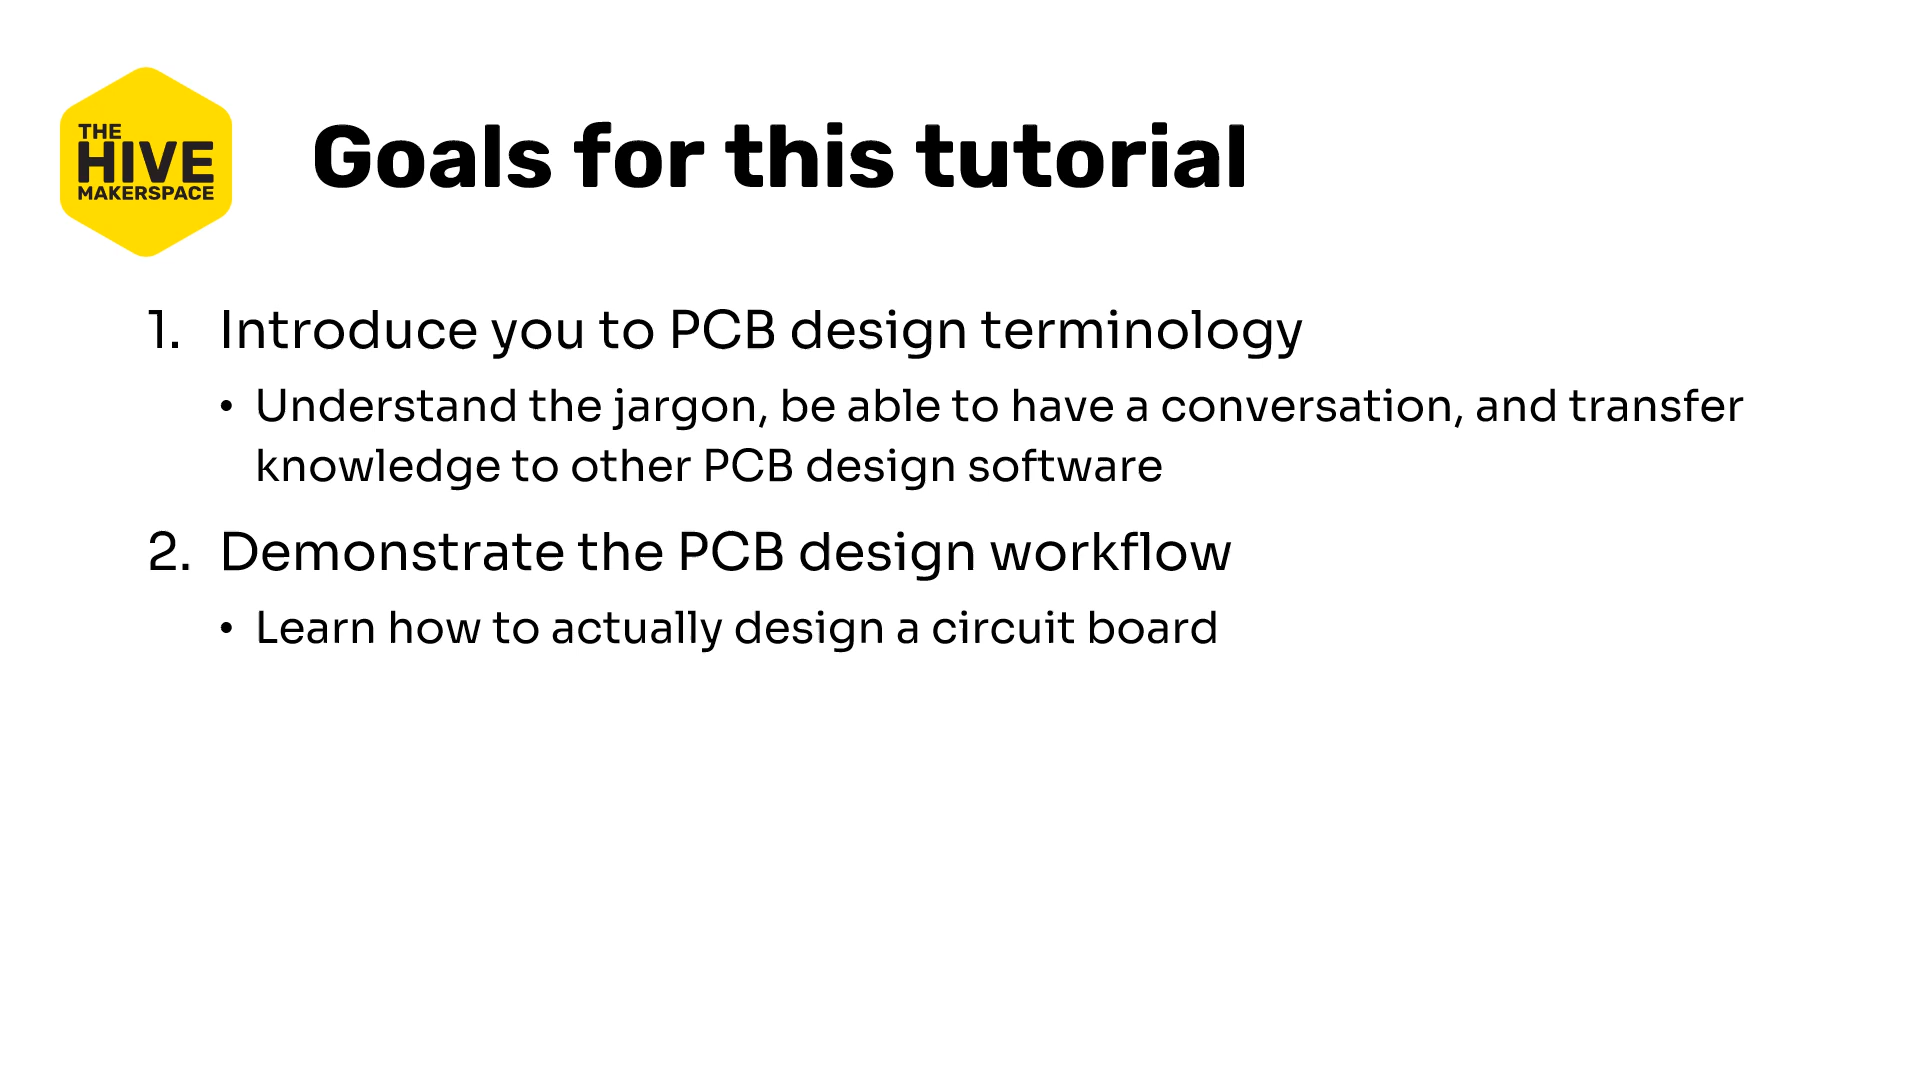 THE
HIVE
MAKERSPACE
Goals for this tutorial
1. Introduce you to PCB design terminology
• Understand the jargon, be able to have a conversation, and transfer
knowledge to other PCB design software
2. Demonstrate the PCB design workflow
• Learn how to actually design a circuit board